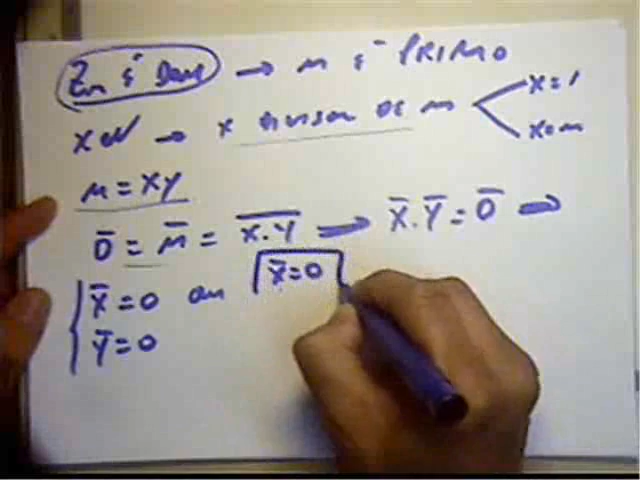 Zm é Dom → m é PRIMO
x ∈ N → x DIVISOR DE m x=1
x=m
m = xy
0̅ = m̅ = x.y → x̅.y̅ = 0̅ →
x̅ = 0 ou x̅=0
y̅ = 0